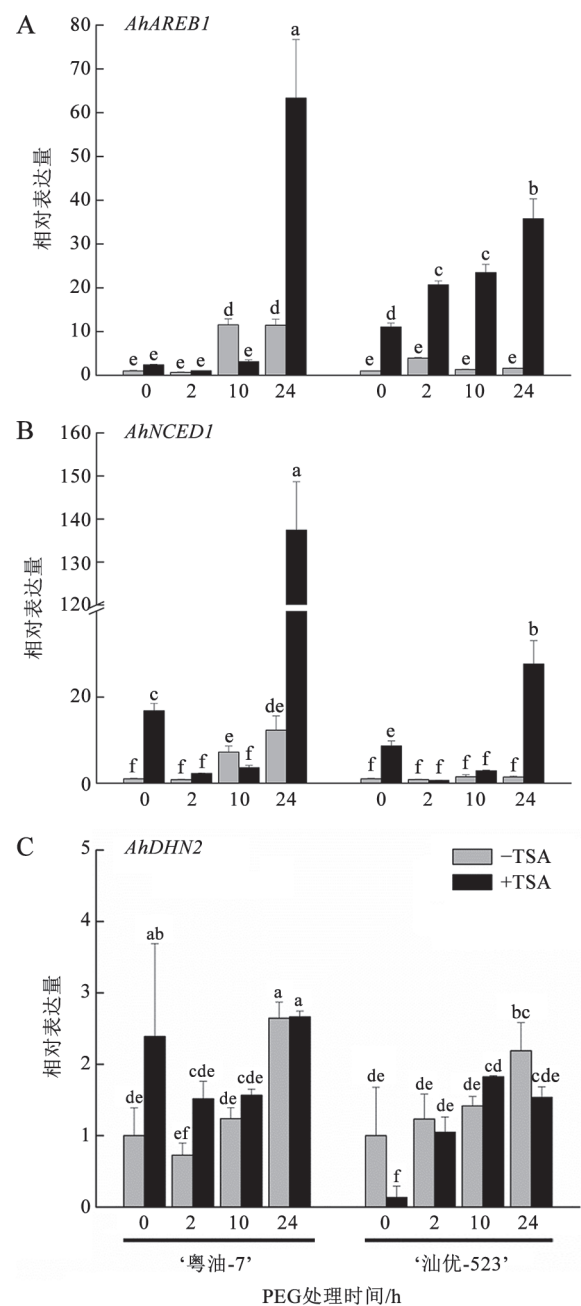 A
AhAREB1
80
70
60
50
40
30
20
10
0
相对表达量
e e e e d e d a
e d e c e c e b
0 2 10 24 0 2 10 24
B
AhNCED1
160
150
140
130
120
20
0
相对表达量
f c f f e f de a
f e f f f f f b
0 2 10 24 0 2 10 24
C
AhDHN2
−TSA
+TSA
5
4
3
2
1
0
相对表达量
de ab ef cde de cde a a
de f de de de cd bc cde
0 2 10 24 0 2 10 24
‘粤油-7’ ‘汕优-523’
PEG处理时间/h